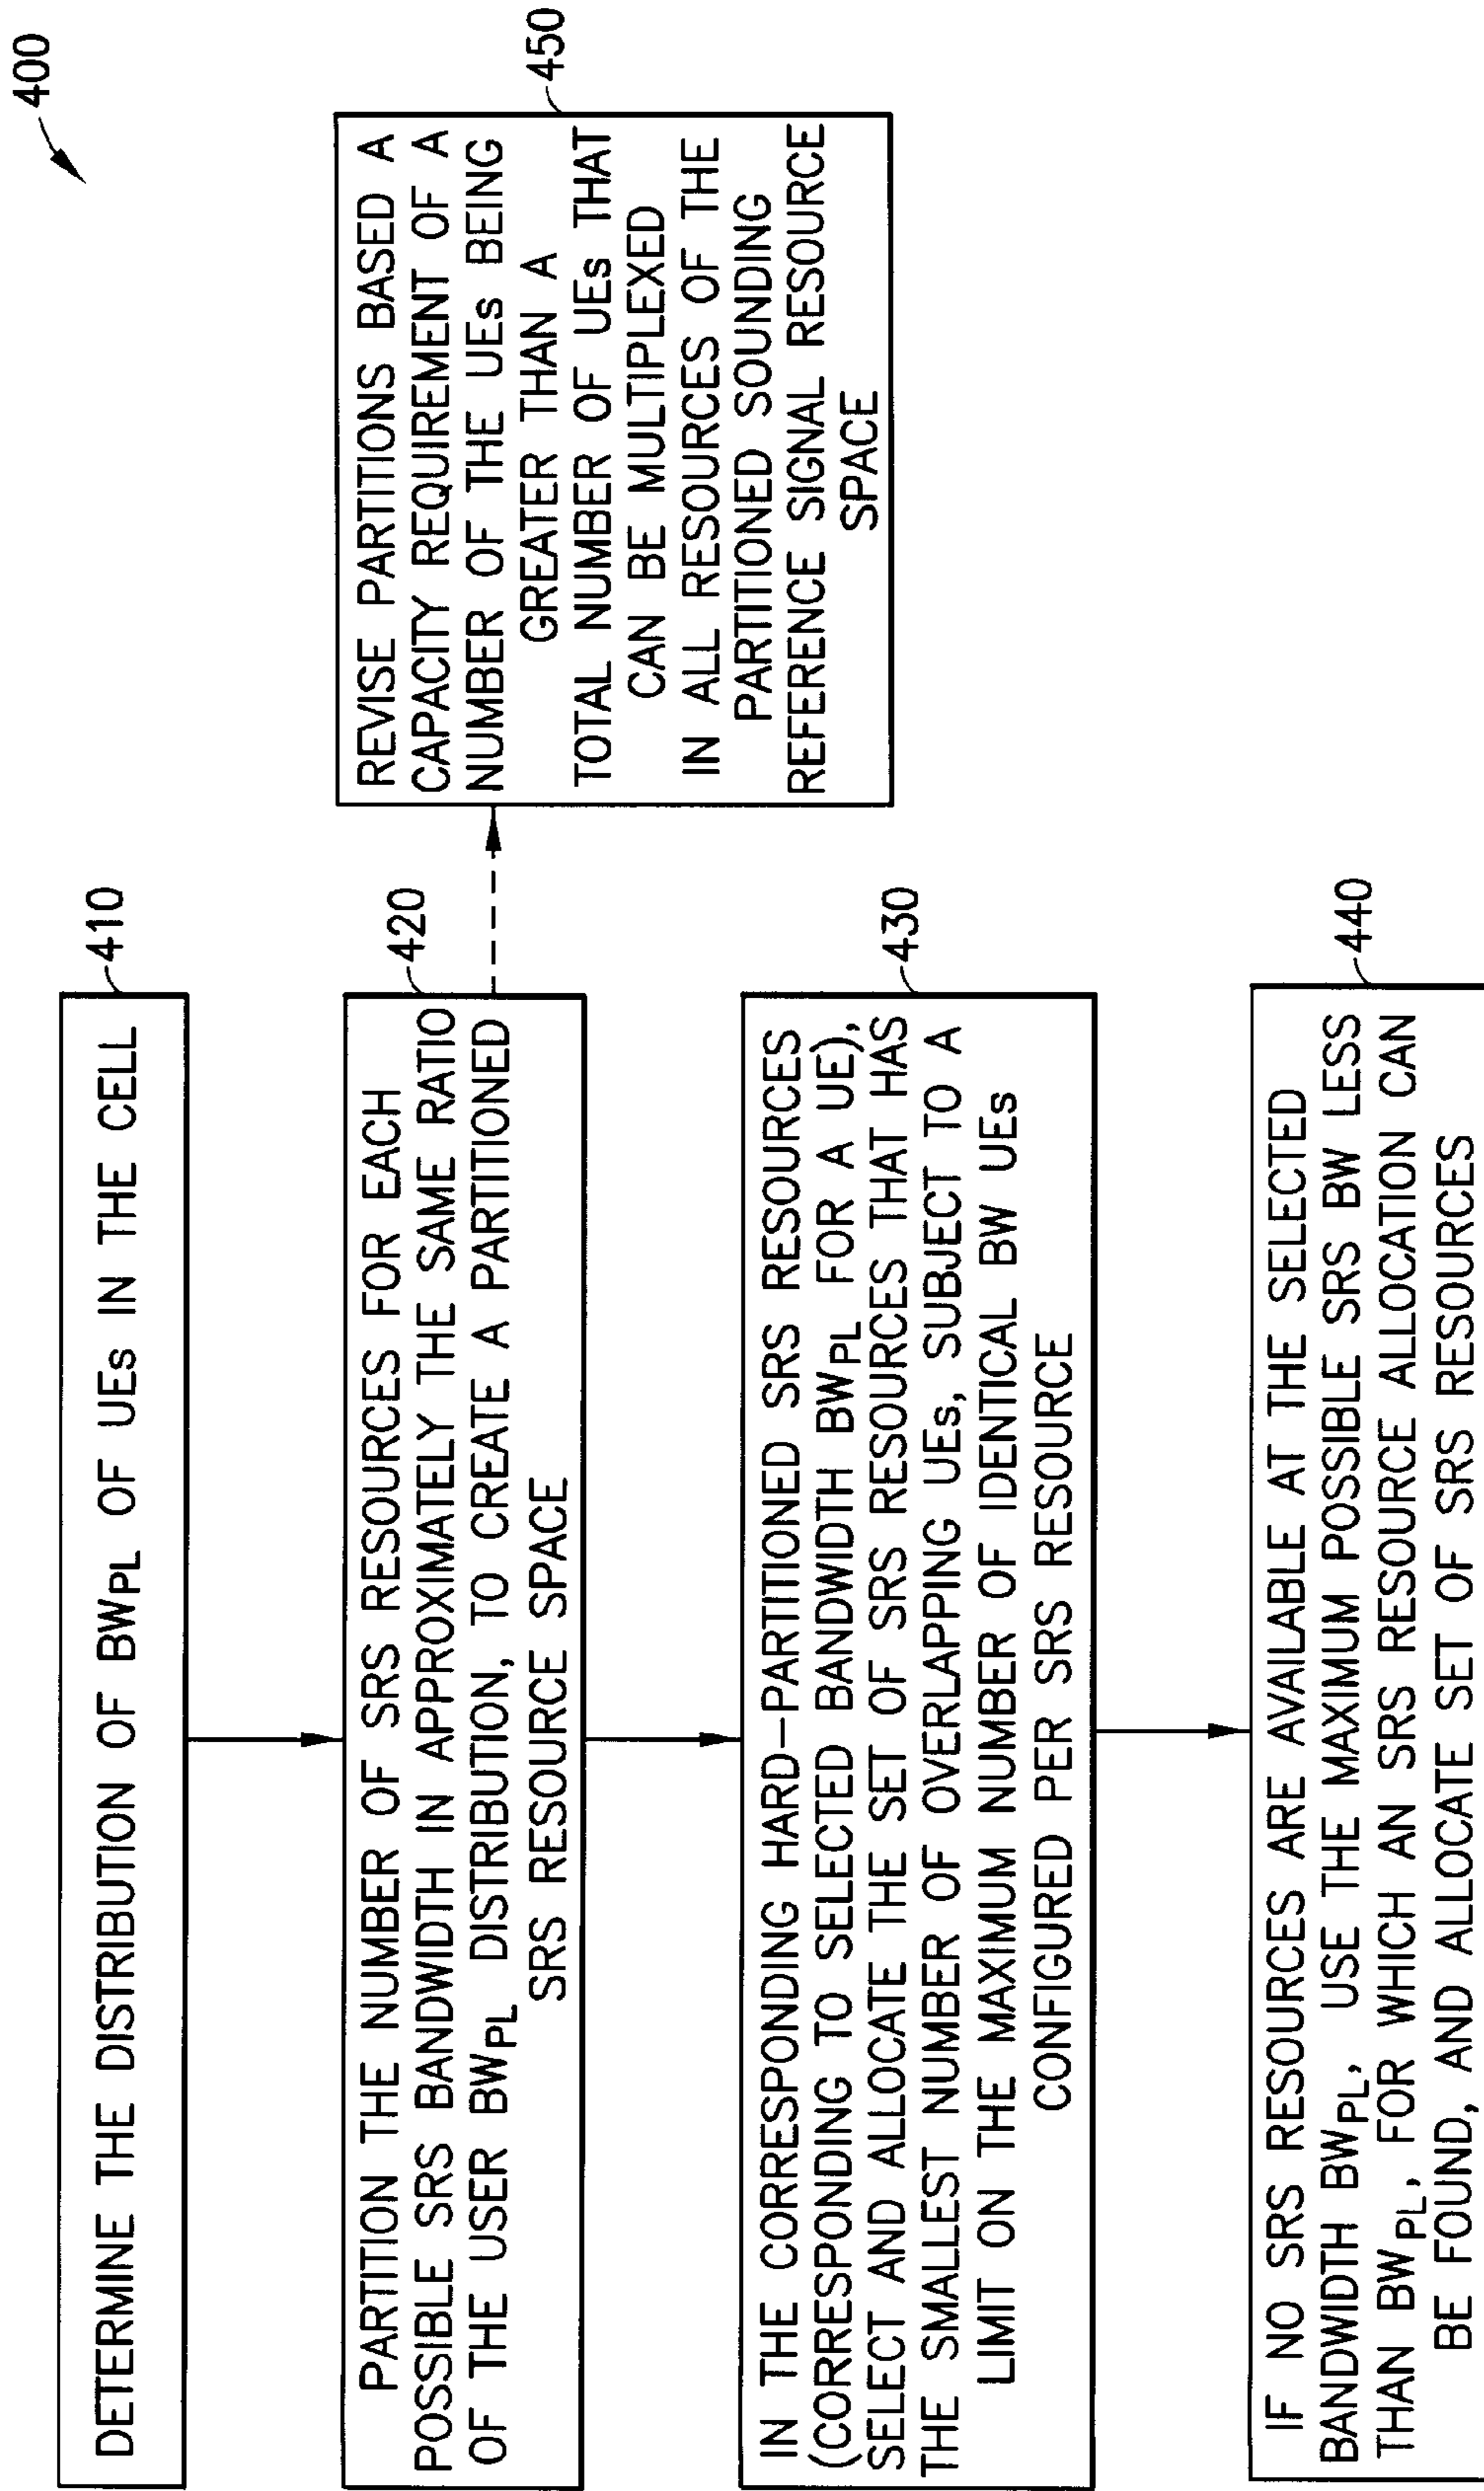 400
410
DETERMINE THE DISTRIBUTION OF BWPL OF UEs IN THE CELL
420
PARTITION THE NUMBER OF SRS RESOURCES FOR EACH
POSSIBLE SRS BANDWIDTH IN APPROXIMATELY THE SAME RATIO
OF THE USER BWPL DISTRIBUTION, TO CREATE A PARTITIONED
SRS RESOURCE SPACE
450
REVISE PARTITIONS BASED A
CAPACITY REQUIREMENT OF A
NUMBER OF THE UEs BEING
GREATER THAN A
TOTAL NUMBER OF UEs THAT
CAN BE MULTIPLEXED
IN ALL RESOURCES OF THE
PARTITIONED SOUNDING
REFERENCE SIGNAL RESOURCE
SPACE
430
IN THE CORRESPONDING HARD-PARTITIONED SRS RESOURCES
(CORRESPONDING TO SELECTED BANDWIDTH BWPL FOR A UE),
SELECT AND ALLOCATE THE SET OF SRS RESOURCES THAT HAS
THE SMALLEST NUMBER OF OVERLAPPING UEs, SUBJECT TO A
LIMIT ON THE MAXIMUM NUMBER OF IDENTICAL BW UEs
CONFIGURED PER SRS RESOURCE
440
IF NO SRS RESOURCES ARE AVAILABLE AT THE SELECTED
BANDWIDTH BWPL, USE THE MAXIMUM POSSIBLE SRS BW LESS
THAN BWPL, FOR WHICH AN SRS RESOURCE ALLOCATION CAN
BE FOUND, AND ALLOCATE SET OF SRS RESOURCES